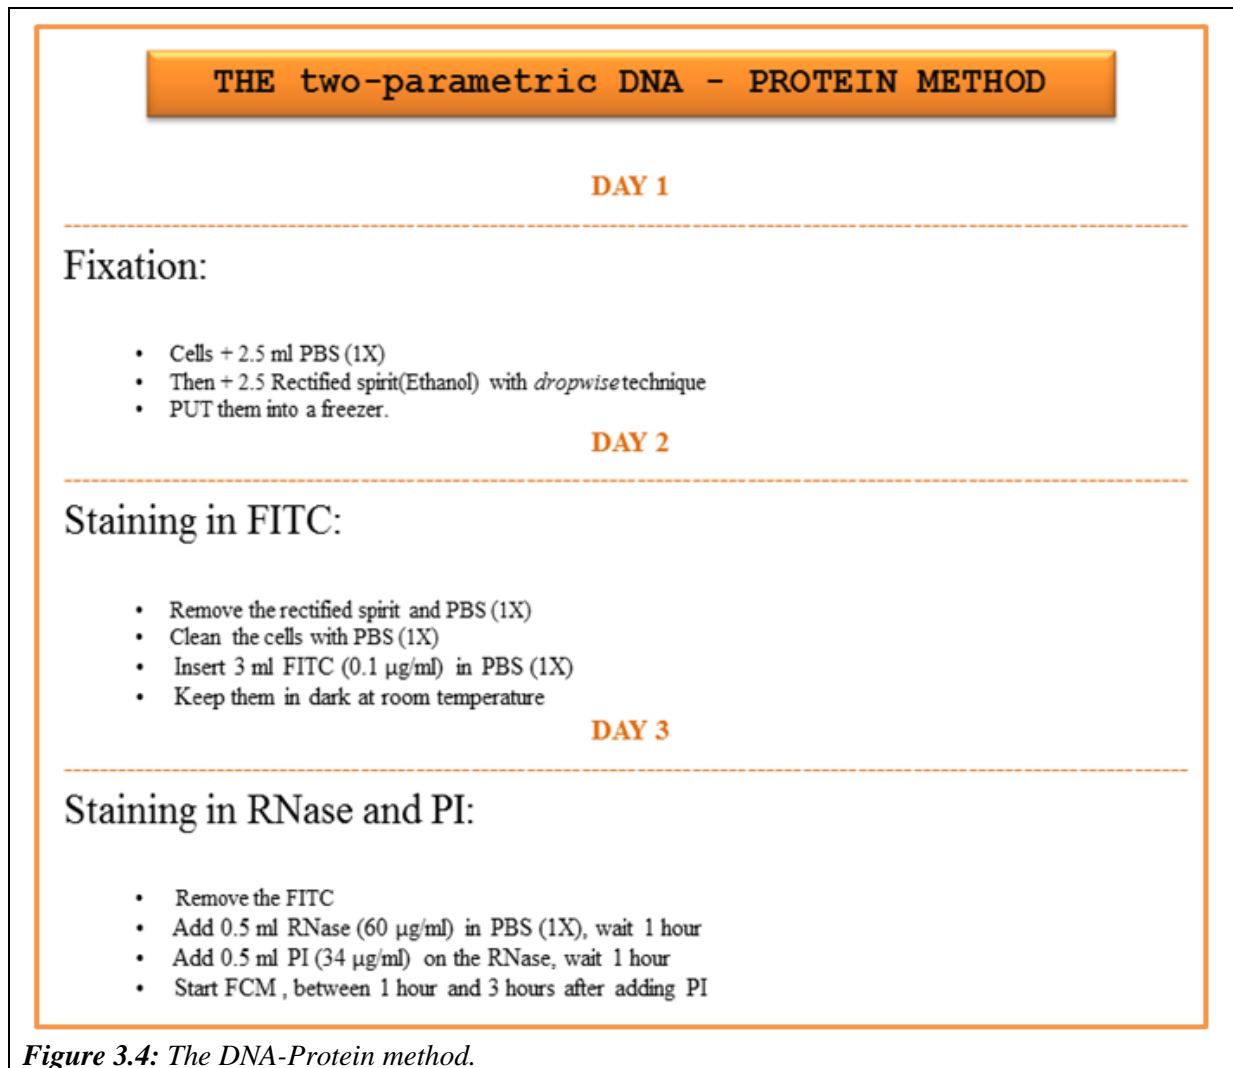 THE two-parametric DNA - PROTEIN METHOD
DAY 1
Fixation:
• Cells + 2.5 ml PBS (1X)
• Then + 2.5 Rectified spirit(Ethanol) with dropwise technique
• PUT them into a freezer.
DAY 2
Staining in FITC:
• Remove the rectified spirit and PBS (1X)
• Clean the cells with PBS (1X)
• Insert 3 ml FITC (0.1 µg/ml) in PBS (1X)
• Keep them in dark at room temperature
DAY 3
Staining in RNase and PI:
• Remove the FITC
• Add 0.5 ml RNase (60 µg/ml) in PBS (1X), wait 1 hour
• Add 0.5 ml PI (34 µg/ml) on the RNase, wait 1 hour
• Start FCM , between 1 hour and 3 hours after adding PI
Figure 3.4: The DNA-Protein method.